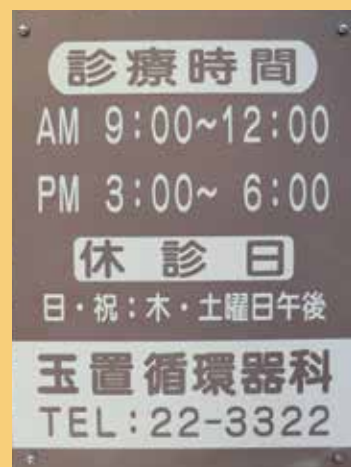 診療時間
AM 9:00~12:00
PM 3:00~ 6:00
休診日
日・祝:木・土曜日午後
玉置循環器科
TEL:22-3322